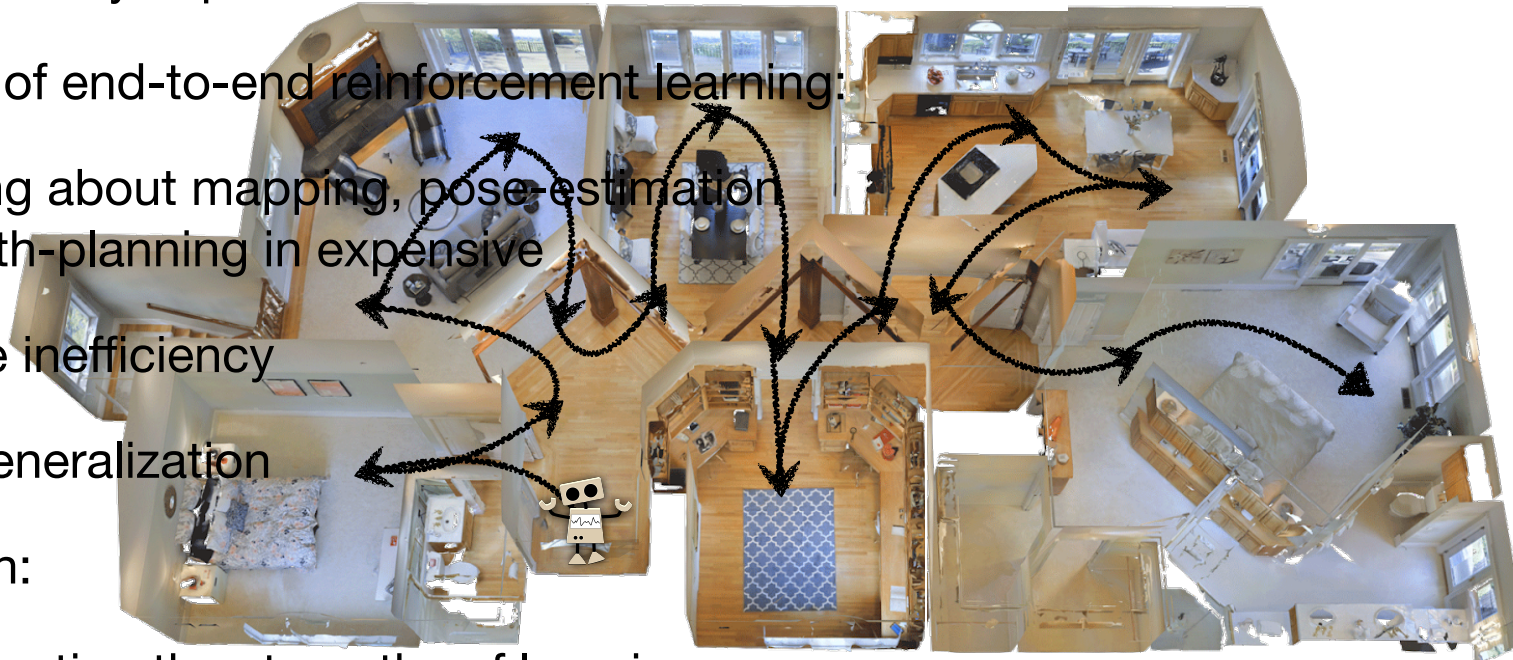 of end-to-end reinforcement learning:
about mapping, pose-estimation
th-planning in expensive
inefficiency
eneralization
n: